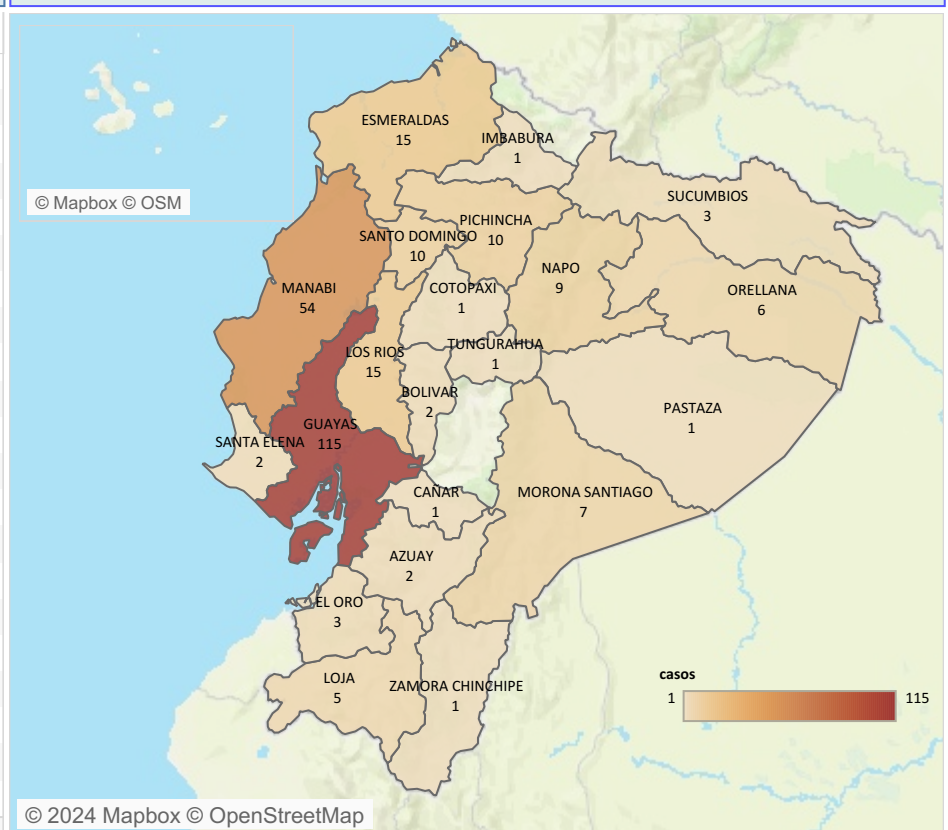 ESMERALDAS
15
IMBABURA
1
© Mapbox © OSM
SUCUMBIOS
3
PICHINCHA
10
SANTO DOMINGO
10
NAPO
9
MANABI
54
COTOPAXI
1
ORELLANA
6
TUNGURAHUA
1
LOS RIOS
15
BOLIVAR
2
PASTAZA
1
GUAYAS
115
SANTA ELENA
2
CAÑAR
1
MORONA SANTIAGO
7
AZUAY
2
EL ORO
3
LOJA
5
ZAMORA CHINCHIPE
1
casos
1
115
© 2024 Mapbox © OpenStreetMap